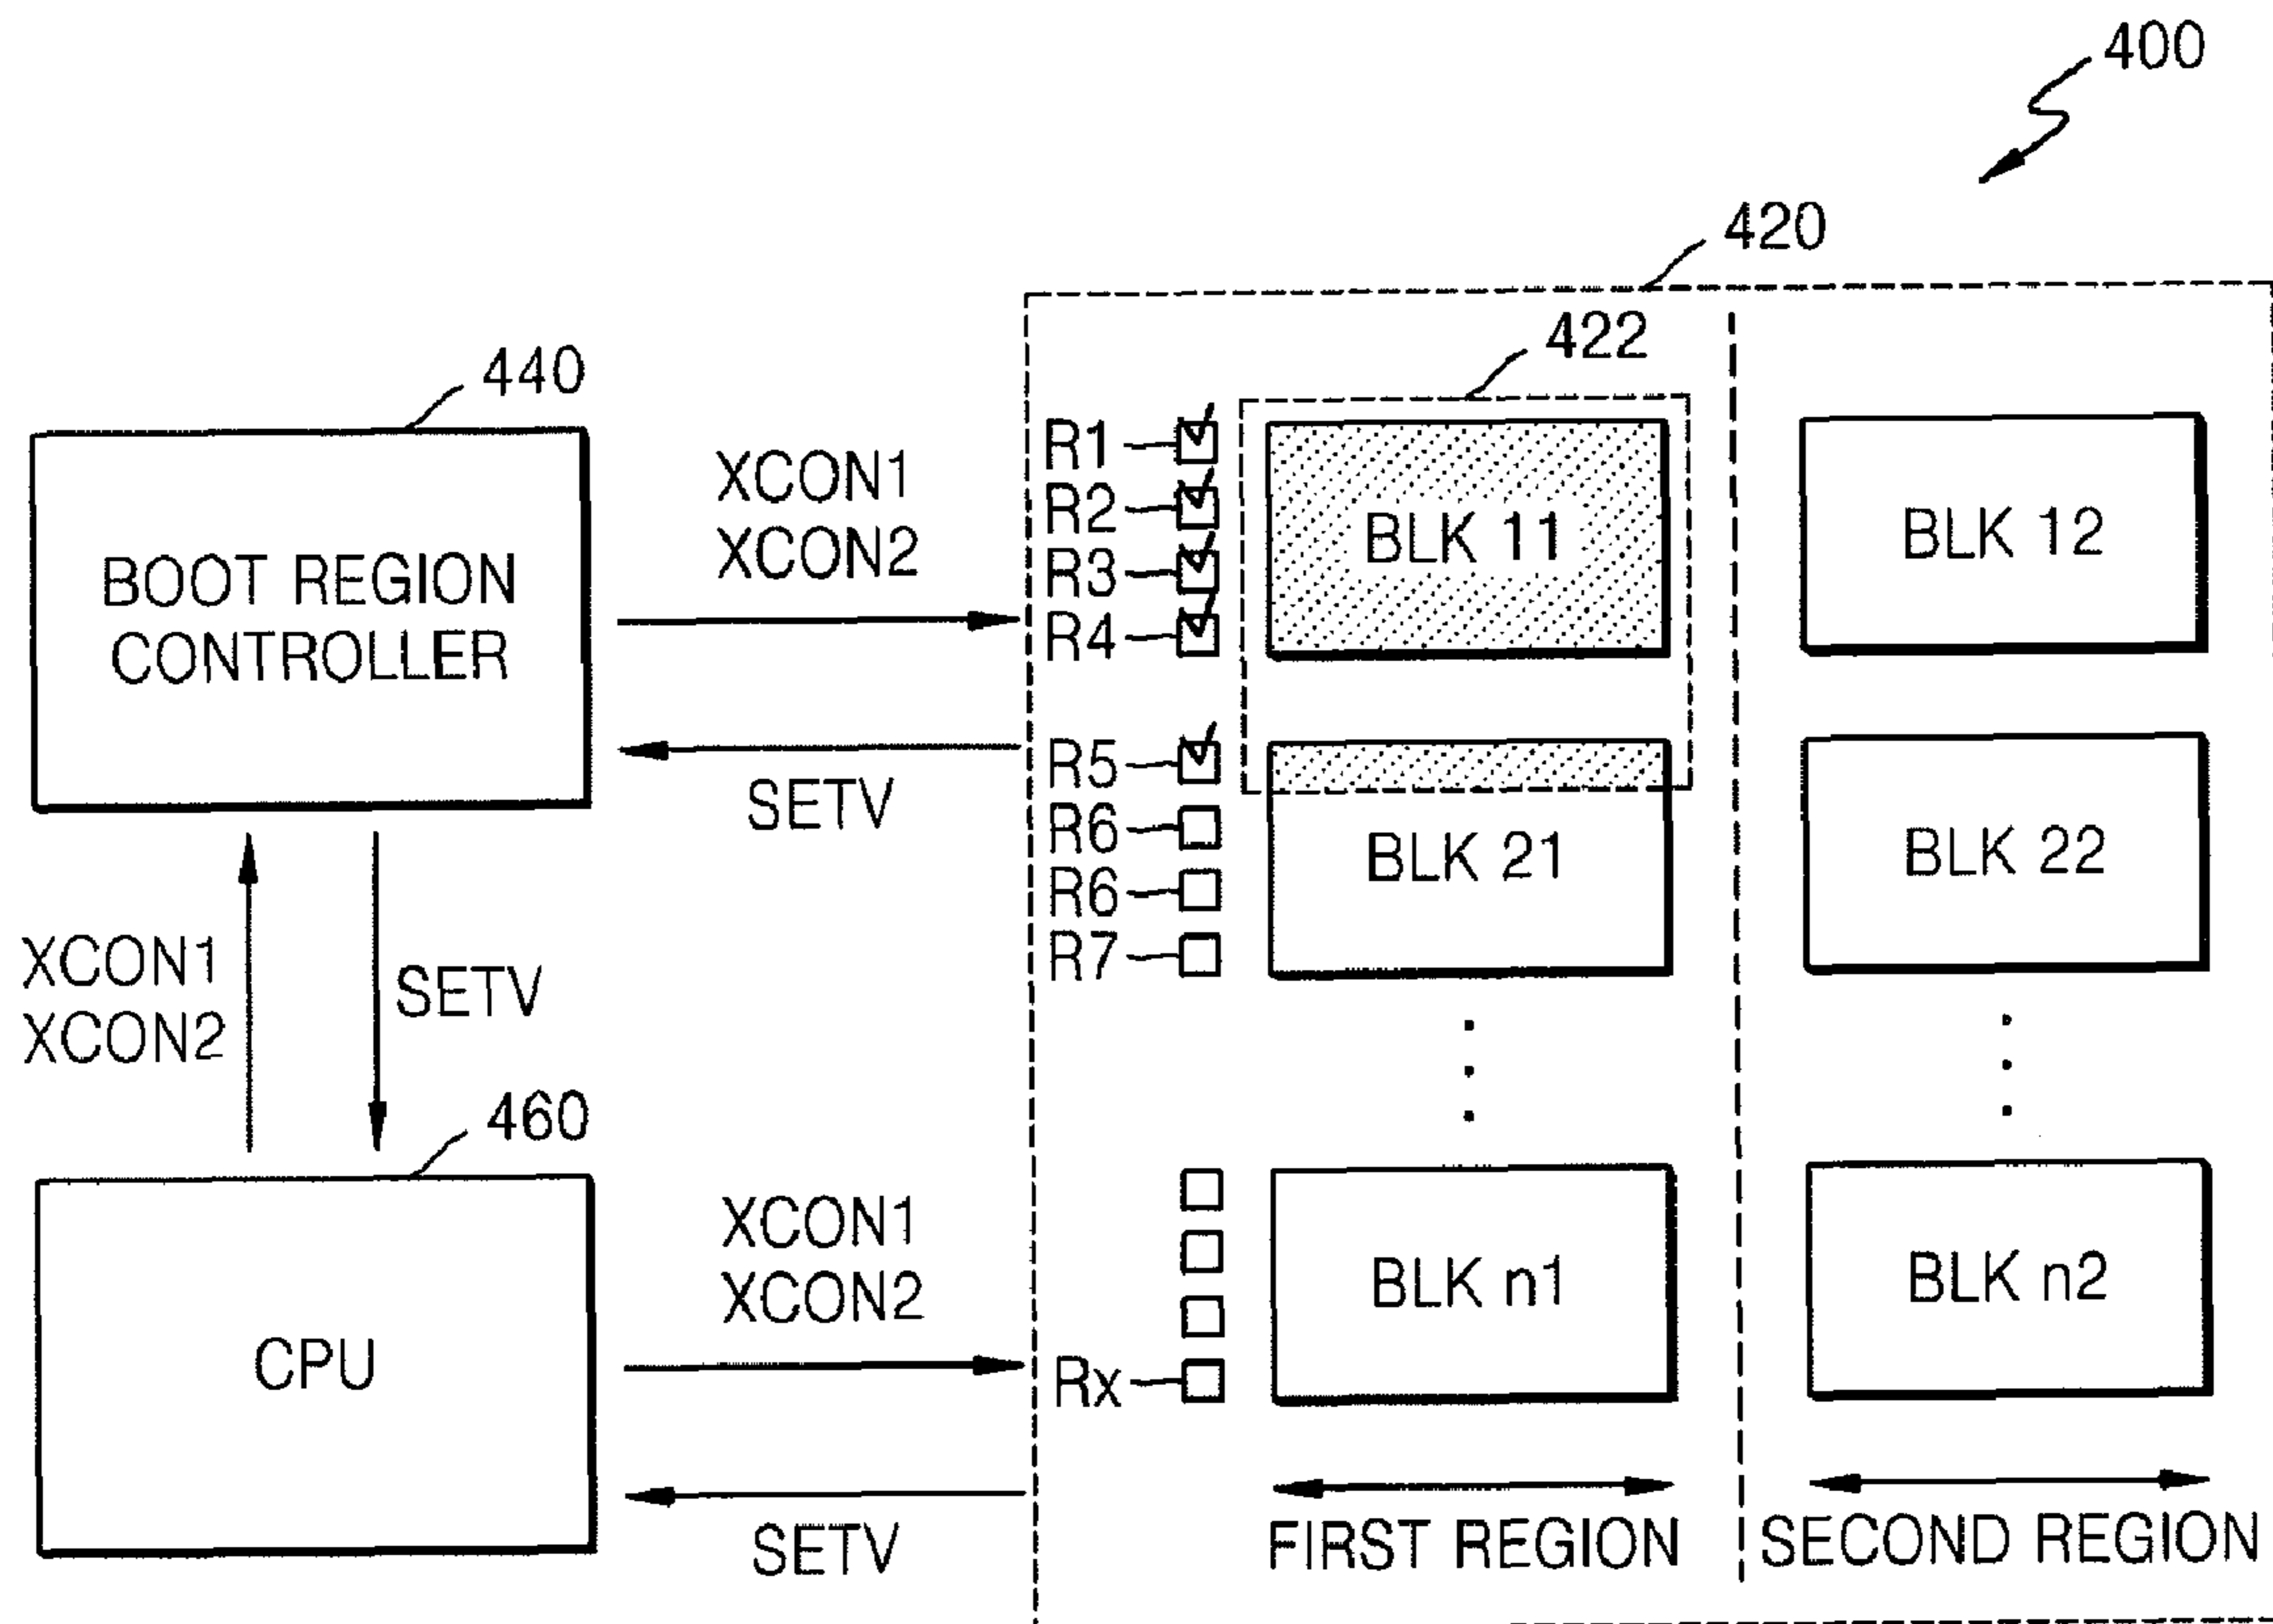 400
420
422
440
BOOT REGION
CONTROLLER
XCON1
XCON2
SETV
XCON1
XCON2
SETV
460
CPU
XCON1
XCON2
SETV
R1
R2
R3
R4
R5
R6
R6
R7
Rx
BLK 11
BLK 12
BLK 21
BLK 22
BLK n1
BLK n2
FIRST REGION
SECOND REGION